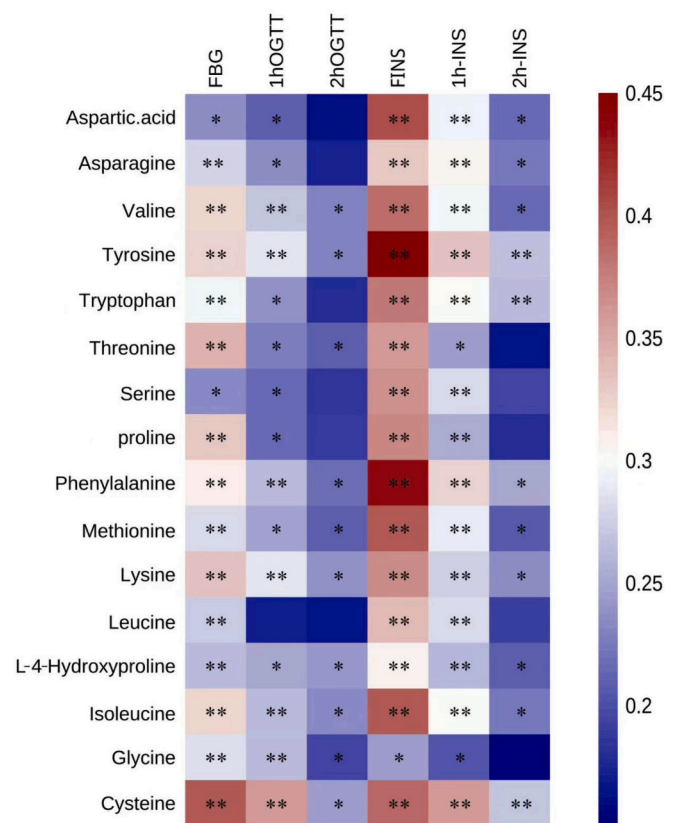 FBG 1hOGTT 2hOGTT FINS 1h-INS 2h-INS
Aspartic.acid * * ** ** *
Asparagine ** * ** ** *
Valine ** ** * ** ** *
Tyrosine ** ** * ** ** **
Tryptophan ** * ** ** **
Threonine ** * * ** *
Serine * * ** **
proline ** * ** **
Phenylalanine ** ** * ** ** *
Methionine ** * * ** ** *
Lysine ** ** * ** ** *
Leucine ** ** **
L-4-Hydroxyproline ** * * ** ** *
Isoleucine ** ** * ** ** *
Glycine ** ** * * *
Cysteine ** ** * ** ** **
0.45
0.4
0.35
0.3
0.25
0.2